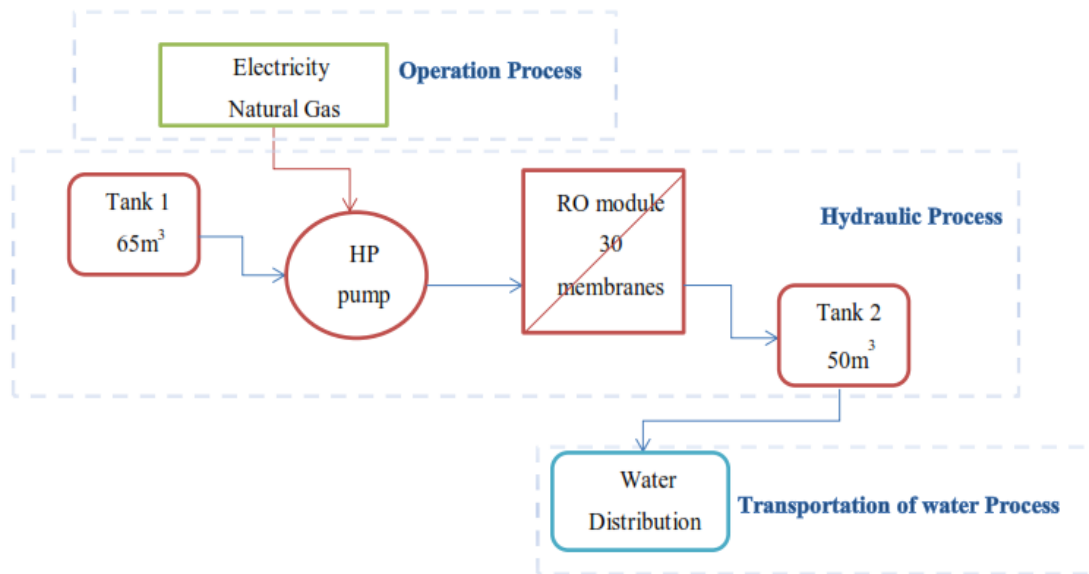 Electricity
Natural Gas
Operation Process
Tank 1
65m³
HP
pump
RO module
30
membranes
Hydraulic Process
Tank 2
50m³
Water
Distribution
Transportation of water Process